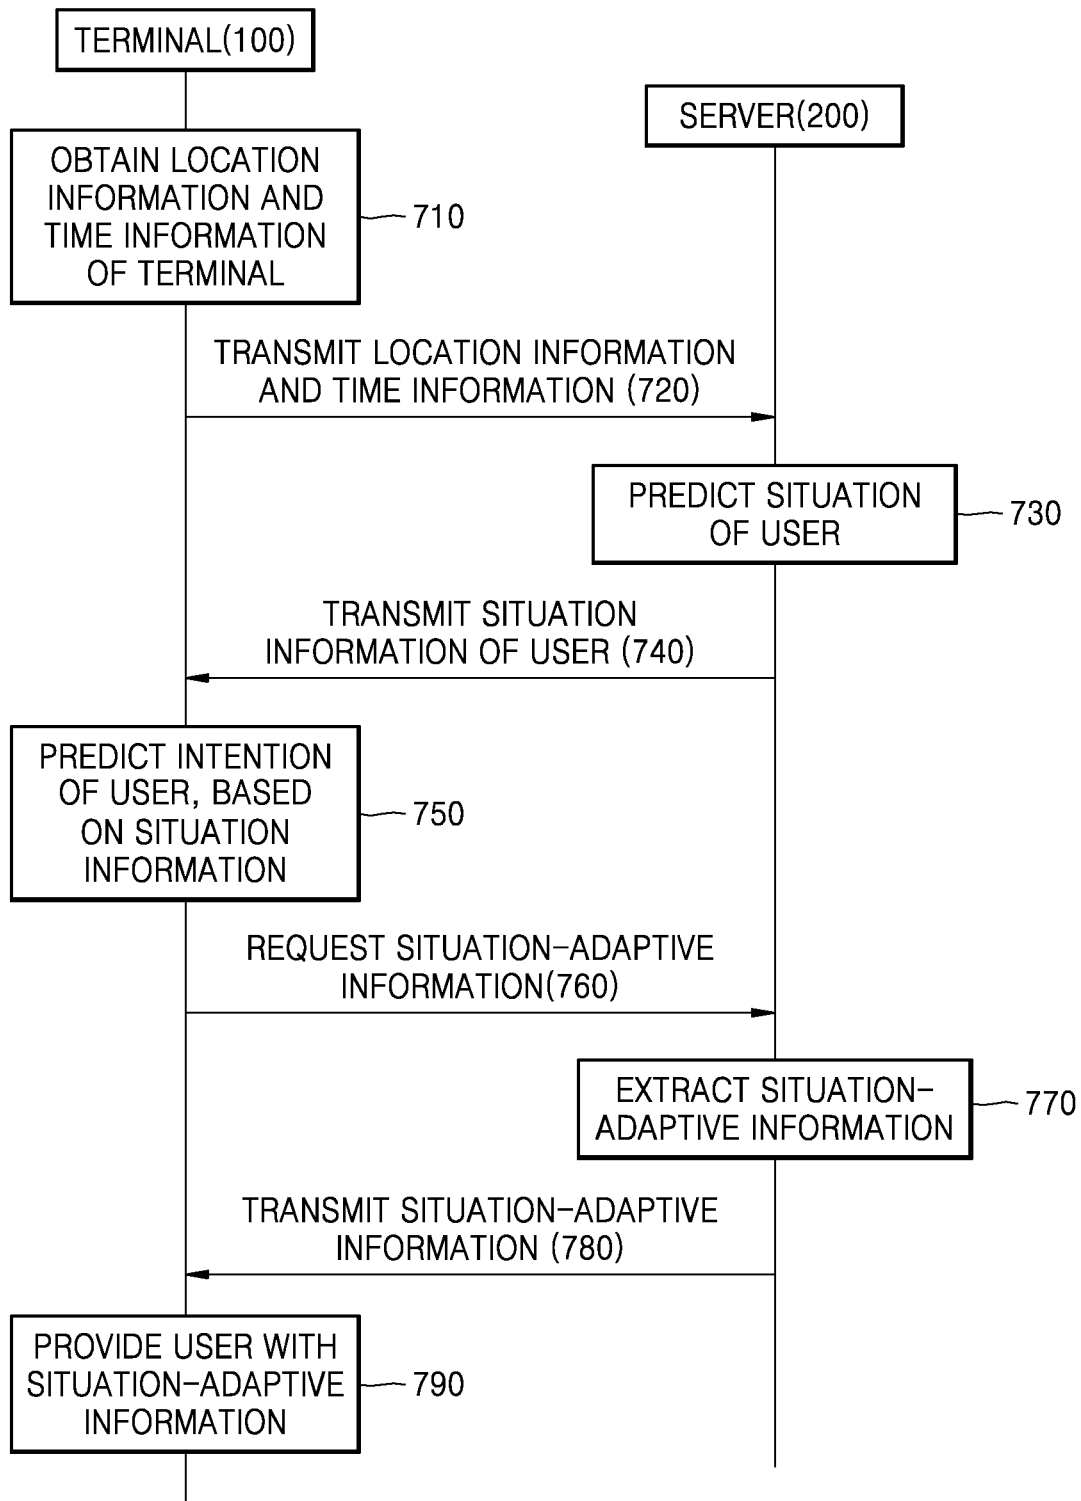 TERMINAL(100)
SERVER(200)
OBTAIN LOCATION
INFORMATION AND
TIME INFORMATION
OF TERMINAL
710
TRANSMIT LOCATION INFORMATION
AND TIME INFORMATION (720)
PREDICT SITUATION
OF USER
730
TRANSMIT SITUATION
INFORMATION OF USER (740)
PREDICT INTENTION
OF USER, BASED
ON SITUATION
INFORMATION
750
REQUEST SITUATION-ADAPTIVE
INFORMATION(760)
EXTRACT SITUATION-
ADAPTIVE INFORMATION
770
TRANSMIT SITUATION-ADAPTIVE
INFORMATION (780)
PROVIDE USER WITH
SITUATION-ADAPTIVE
INFORMATION
790